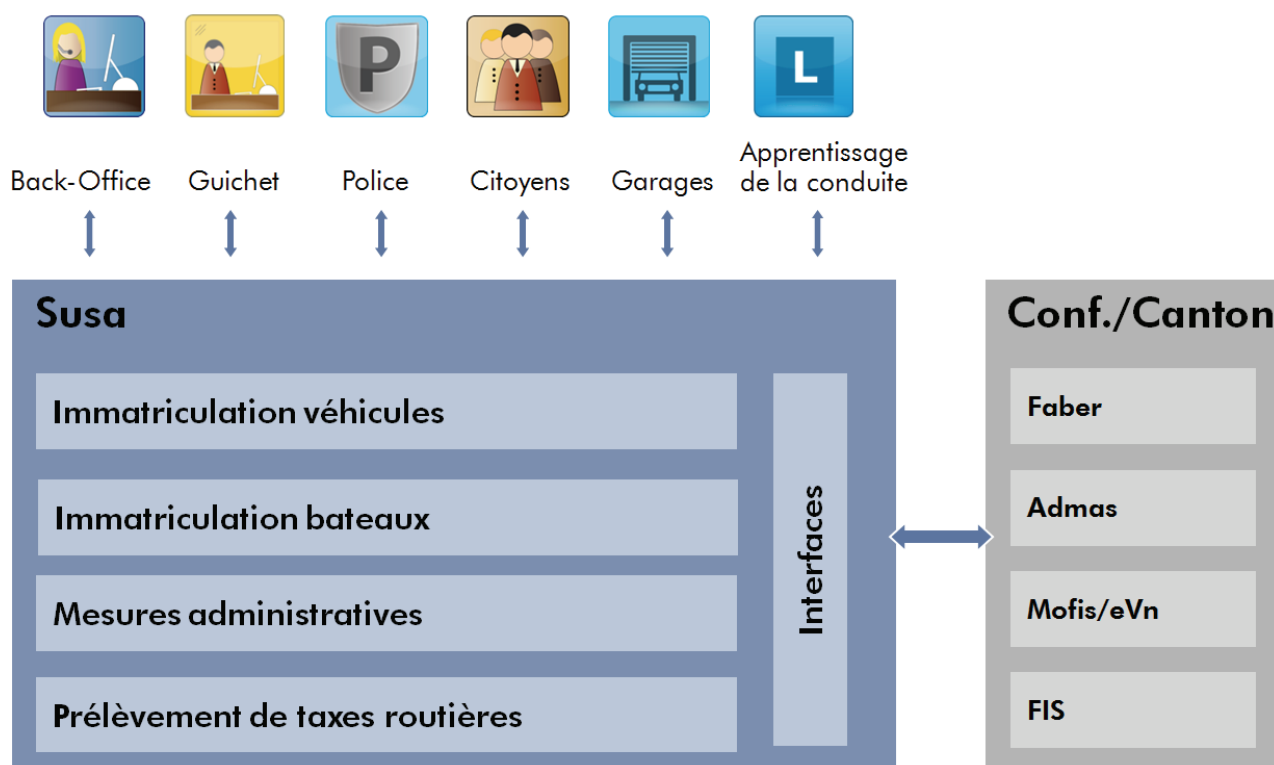 P
L
Back-Office
Guichet
Police
Citoyens
Garages
Apprentissage
de la conduite
Susa
Immatriculation véhicules
Immatriculation bateaux
Mesures administratives
Prélèvement de taxes routières
Interfaces
Conf./Canton
Faber
Admas
Mofis/eVn
FIS